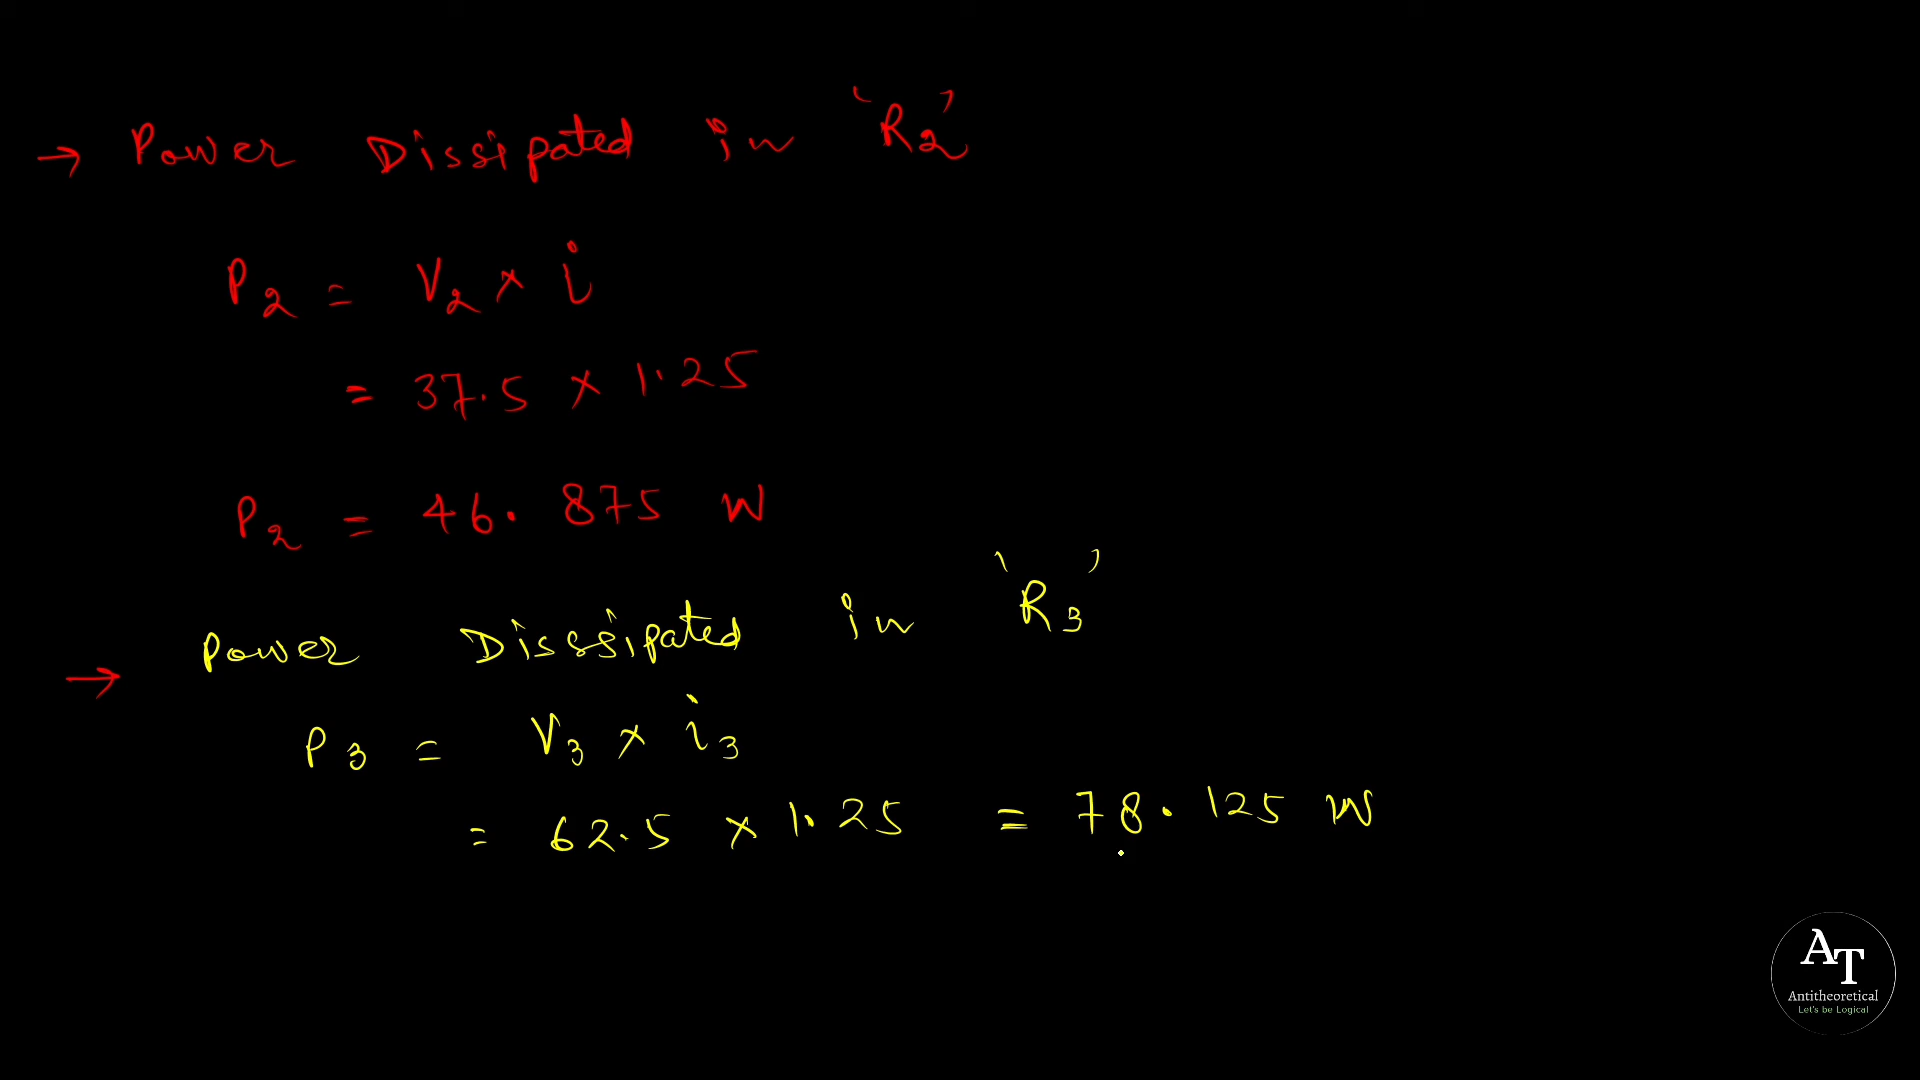 → Power Dissipated in 'R2'
P2 = V2 × i
= 37.5 × 1.25
P2 = 46.875 W
→ Power Disssipated in 'R3'
P3 = V3 × i3
= 62.5 × 1.25 = 78.125 W
AT
Antitheoretical
Let's be Logical